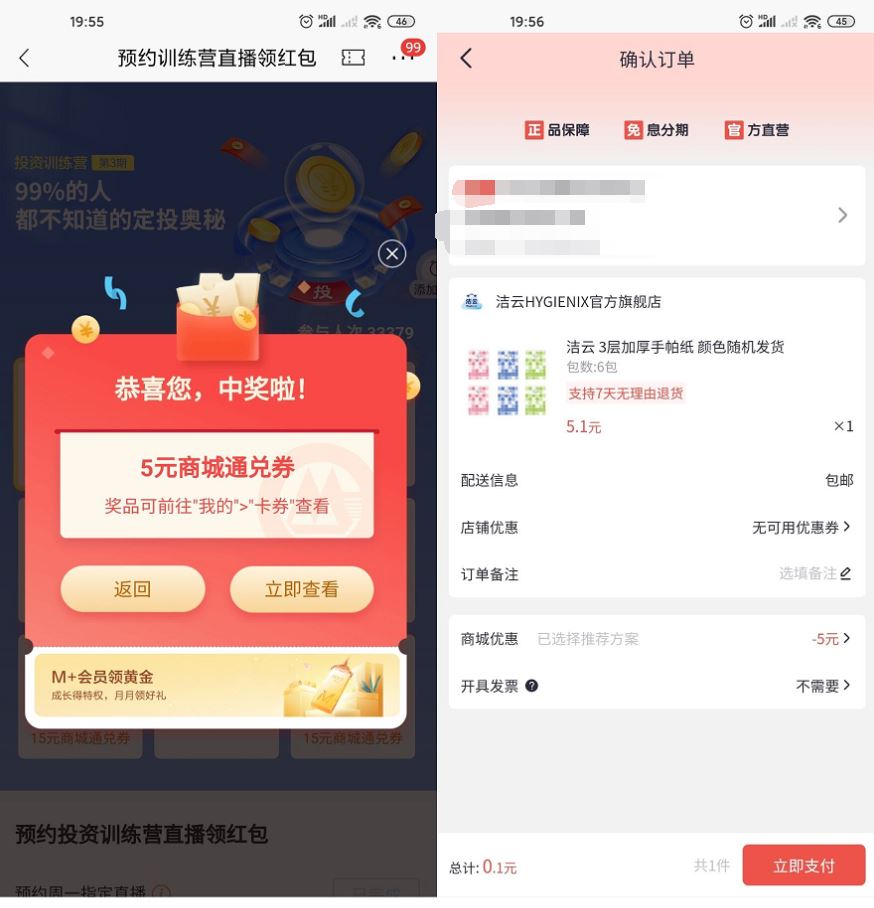 19:55
HD
46
预约训练营直播领红包
99
投资训练营 第3期
99%的人
都不知道的定投奥秘
投
添加
参与人次 33379
恭喜您，中奖啦！
5元商城通兑券
奖品可前往"我的">"卡券"查看
返回
立即查看
M+会员领黄金
成长得特权，月月领好礼
15元商城通兑券
15元商城通兑券
预约投资训练营直播领红包
预约周一指定直播
已完成
19:56
HD
45
确认订单
正品保障
免息分期
官方直营
洁云HYGIENIX官方旗舰店
洁云 3层加厚手帕纸 颜色随机发货
包数:6包
支持7天无理由退货
5.1元
×1
配送信息
包邮
店铺优惠
无可用优惠券
订单备注
选填备注
商城优惠 已选择推荐方案
-5元
开具发票
不需要
总计: 0.1元
共1件
立即支付